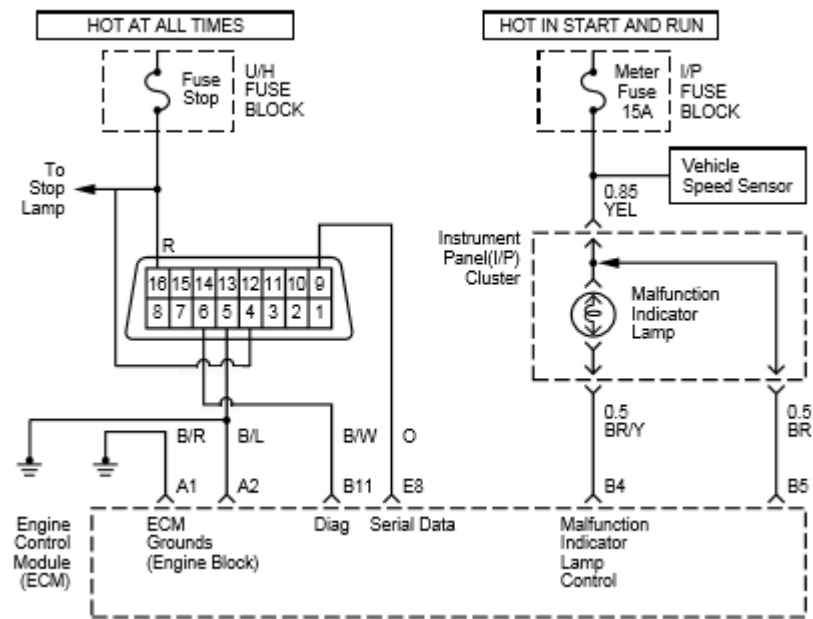 HOT AT ALL TIMES
HOT IN START AND RUN
Fuse
Stop
U/H
FUSE
BLOCK
Meter
Fuse
15A
I/P
FUSE
BLOCK
To
Stop
Lamp
Vehicle
Speed Sensor
0.85
YEL
R
16 15 14 13 12 11 10 9
8 7 6 5 4 3 2 1
Instrument
Panel(I/P)
Cluster
Malfunction
Indicator
Lamp
B/R
B/L
B/W
O
0.5
BR/Y
0.5
BR
A1
A2
B11
E8
B4
B5
Engine
Control
Module
(ECM)
ECM
Grounds
(Engine Block)
Diag
Serial Data
Malfunction
Indicator
Lamp
Control